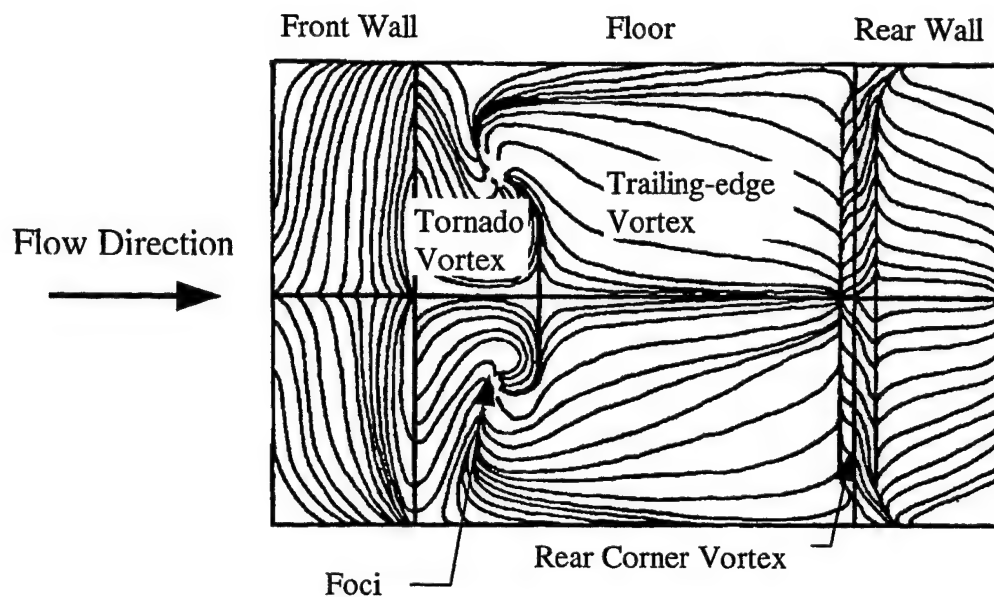 Front Wall
Floor
Rear Wall
Trailing-edge
Vortex
Tornado
Vortex
Flow Direction
Rear Corner Vortex
Foci